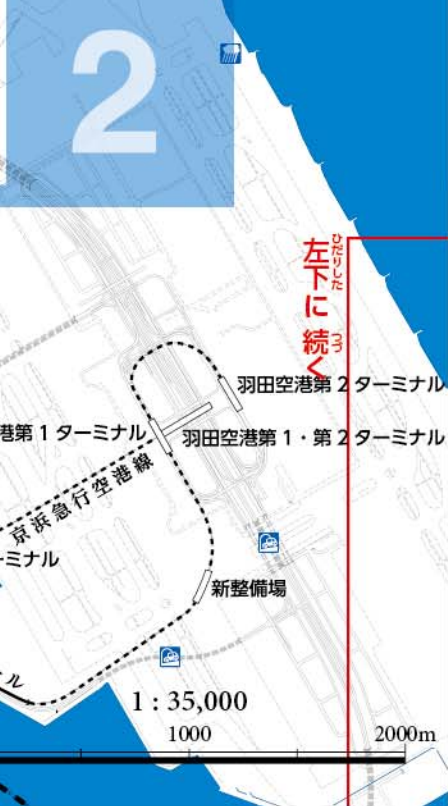 2
左下に 続く
ひだりした つづ
羽田空港第 2 ターミナル
港第 1 ターミナル
羽田空港第 1・第 2 ターミナル
京浜急行空港線
ーミナル
新整備場
ル
1 : 35,000
1000
2000m